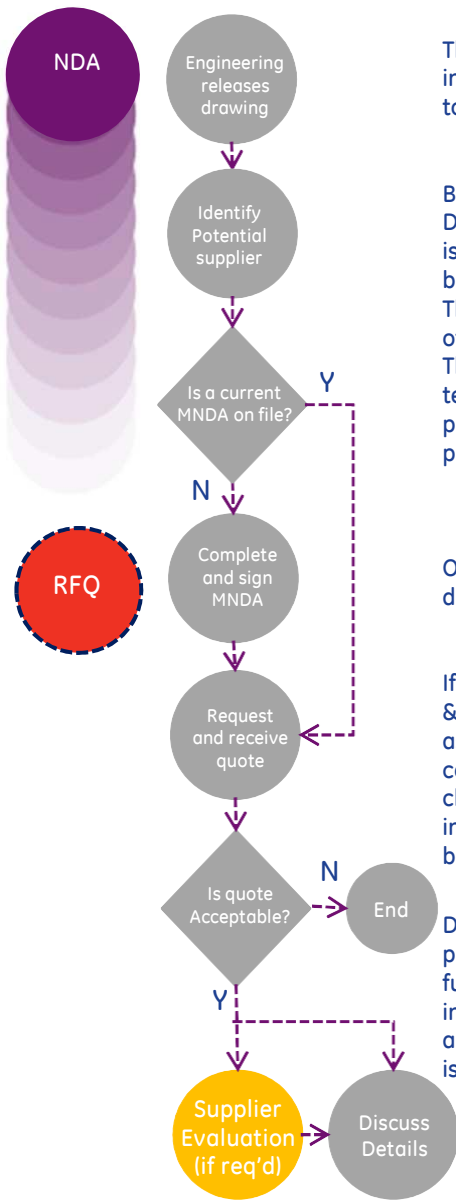 NDA
Engineering
releases
drawing
Identify
Potential
supplier
Is a current
MNDA on file?
Y
N
Complete
and sign
MNDA
RFQ
Request
and receive
quote
Is quote
Acceptable?
N
End
Y
Supplier
Evaluation
(if req'd)
Discuss
Details